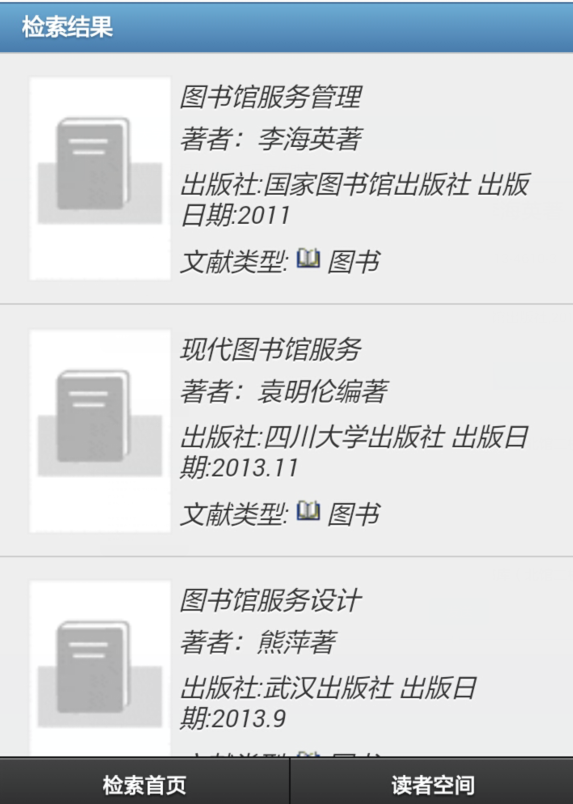 检索结果
图书馆服务管理
著者：李海英著
出版社:国家图书馆出版社 出版
日期:2011
文献类型: 图书
现代图书馆服务
著者：袁明伦编著
出版社:四川大学出版社 出版日
期:2013.11
文献类型: 图书
图书馆服务设计
著者：熊萍著
出版社:武汉出版社 出版日
期:2013.9
检索首页
读者空间